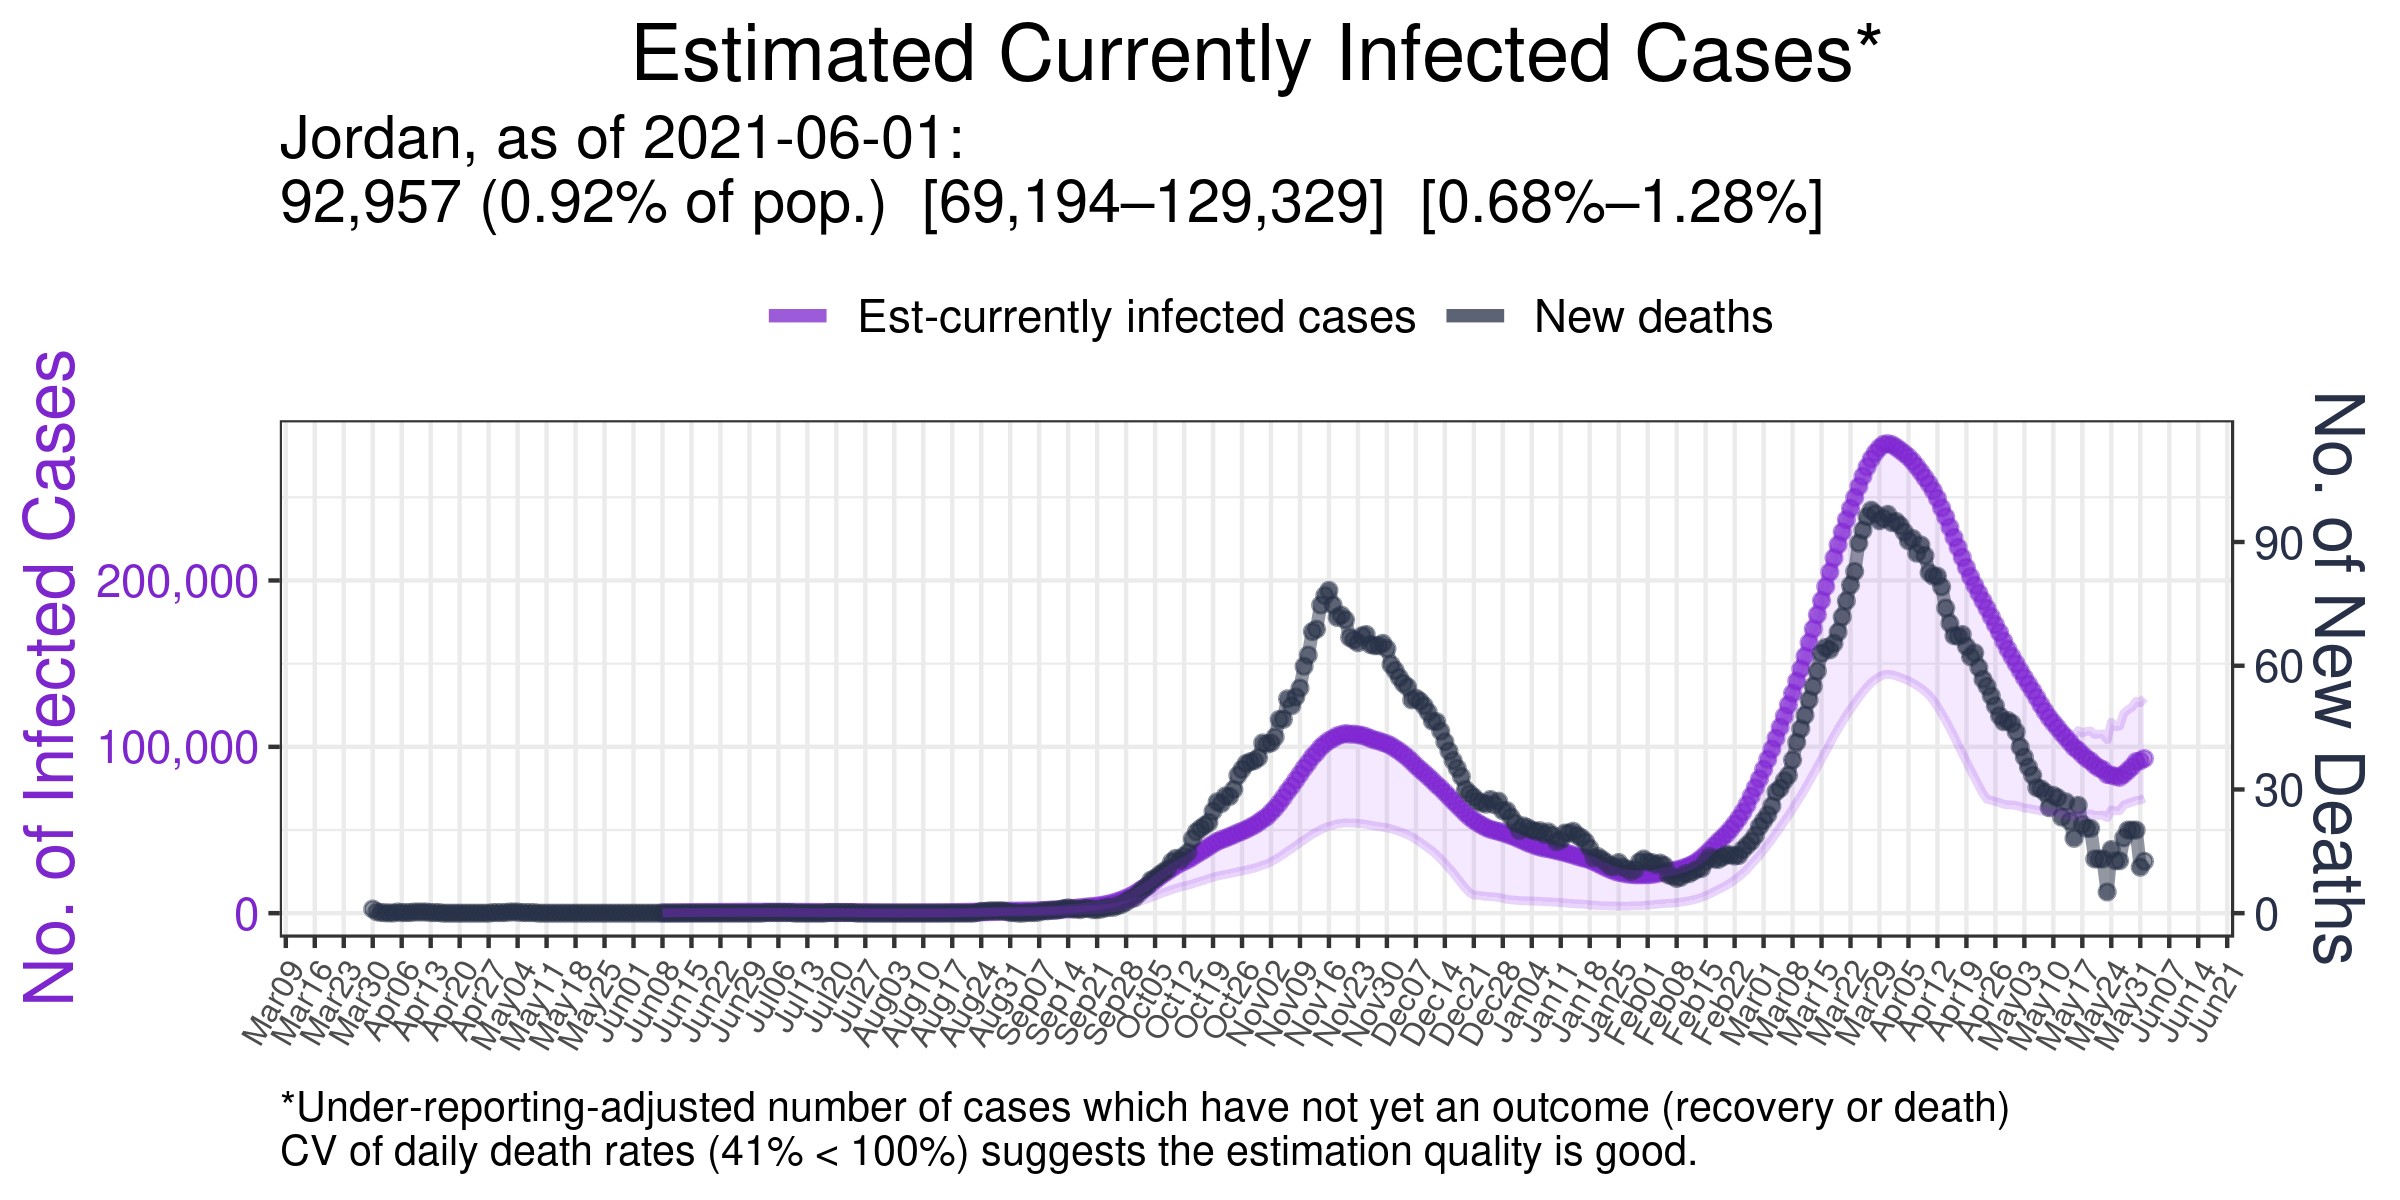 Estimated Currently Infected Cases*
Jordan, as of 2021-06-01:
92,957 (0.92% of pop.) [69,194–129,329] [0.68%–1.28%]
Est-currently infected cases New deaths
No. of Infected Cases
200,000
100,000
0
90
60
30
0
No. of New Deaths
Mar09 Mar16 Mar23 Mar30 Apr06 Apr13 Apr20 Apr27 May04 May11 May18 May25 Jun01 Jun08 Jun15 Jun22 Jun29 Jul06 Jul13 Jul20 Jul27 Aug03 Aug10 Aug17 Aug24 Aug31 Sep07 Sep14 Sep21 Sep28 Oct05 Oct12 Oct19 Oct26 Nov02 Nov09 Nov16 Nov23 Nov30 Dec07 Dec14 Dec21 Dec28 Jan04 Jan11 Jan18 Jan25 Feb01 Feb08 Feb15 Feb22 Mar01 Mar08 Mar15 Mar22 Mar29 Apr05 Apr12 Apr19 Apr26 May03 May10 May17 May24 May31 Jun07 Jun14 Jun21
*Under-reporting-adjusted number of cases which have not yet an outcome (recovery or death)
CV of daily death rates (41% < 100%) suggests the estimation quality is good.